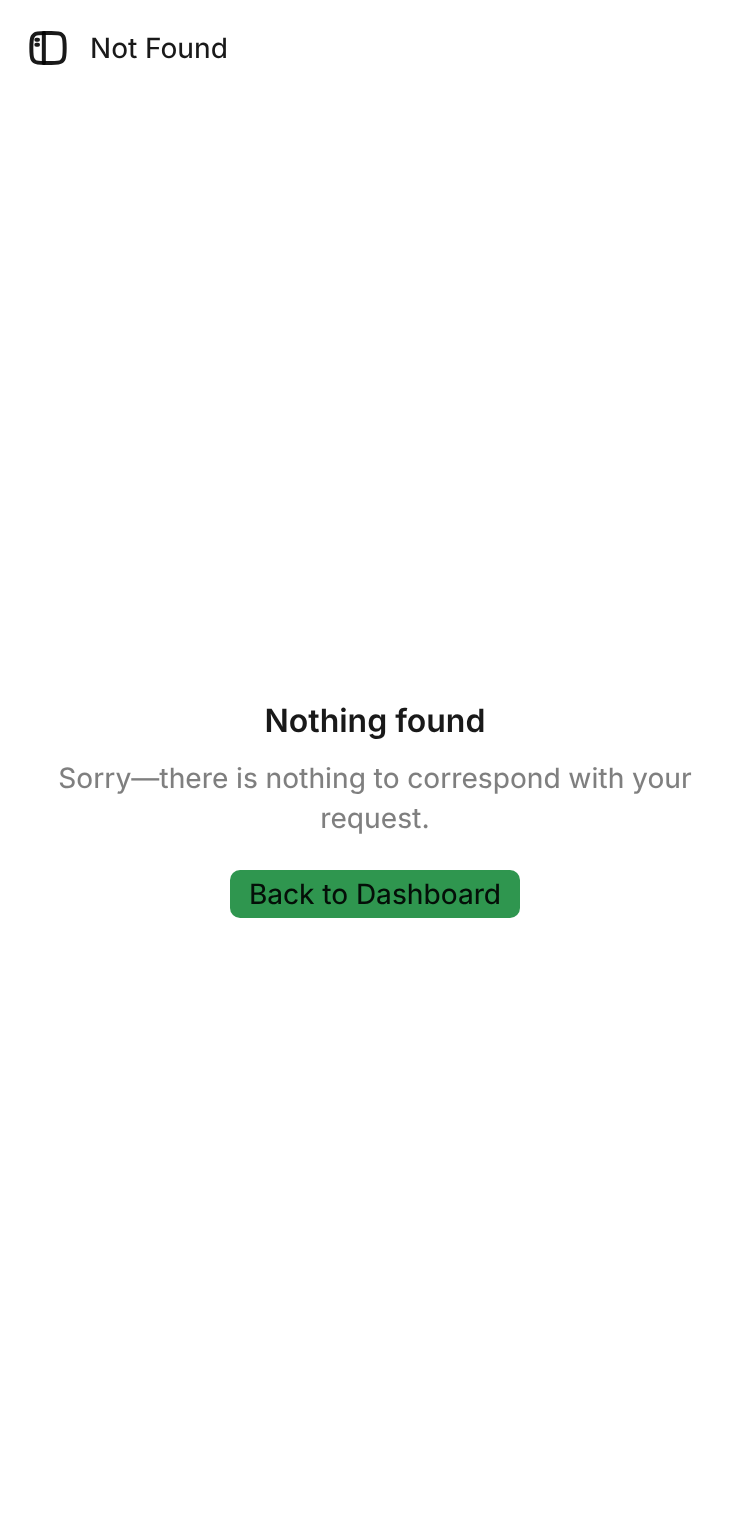 Not Found
Nothing found
Sorry—there is nothing to correspond with your
request.
Back to Dashboard